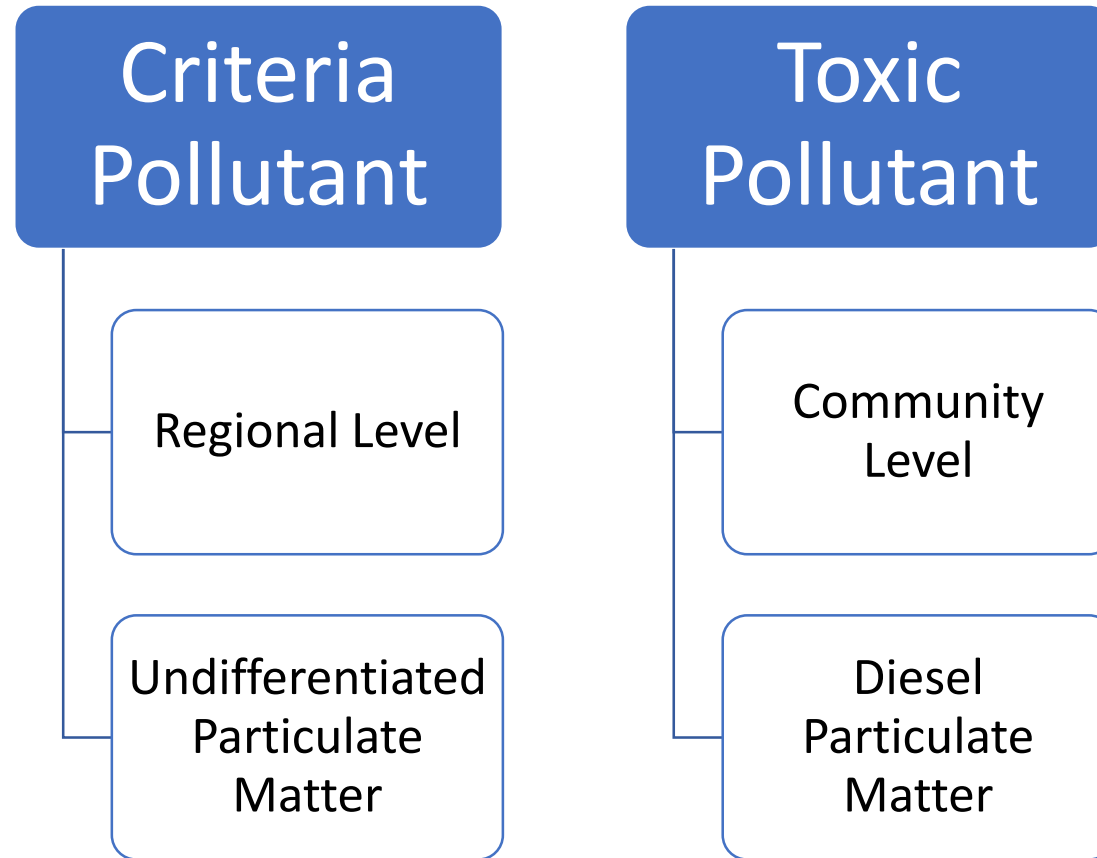 Criteria
Pollutant
Regional Level
Undifferentiated
Particulate
Matter
Toxic
Pollutant
Community
Level
Diesel
Particulate
Matter